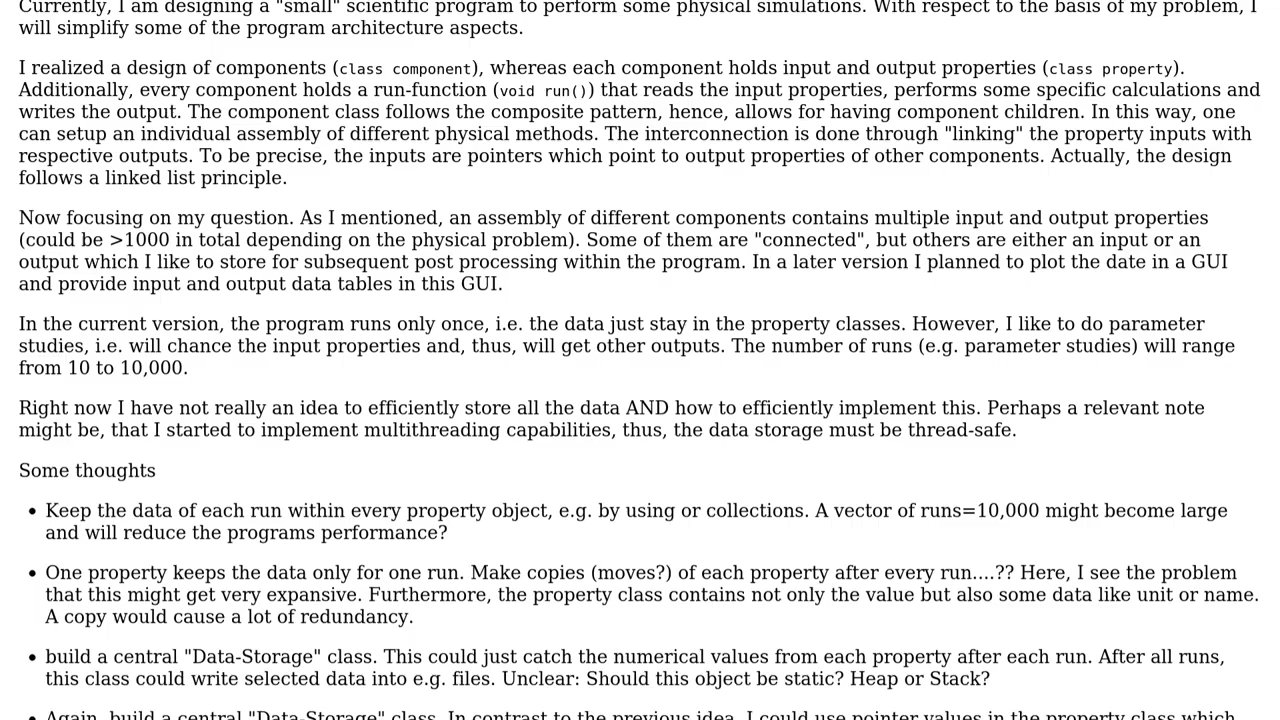 Currently, I am designing a "small" scientific program to perform some physical simulations. With respect to the basis of my problem, I
will simplify some of the program architecture aspects.
I realized a design of components (class component), whereas each component holds input and output properties (class property).
Additionally, every component holds a run-function (void run()) that reads the input properties, performs some specific calculations and
writes the output. The component class follows the composite pattern, hence, allows for having component children. In this way, one
can setup an individual assembly of different physical methods. The interconnection is done through "linking" the property inputs with
respective outputs. To be precise, the inputs are pointers which point to output properties of other components. Actually, the design
follows a linked list principle.
Now focusing on my question. As I mentioned, an assembly of different components contains multiple input and output properties
(could be >1000 in total depending on the physical problem). Some of them are "connected", but others are either an input or an
output which I like to store for subsequent post processing within the program. In a later version I planned to plot the date in a GUI
and provide input and output data tables in this GUI.
In the current version, the program runs only once, i.e. the data just stay in the property classes. However, I like to do parameter
studies, i.e. will chance the input properties and, thus, will get other outputs. The number of runs (e.g. parameter studies) will range
from 10 to 10,000.
Right now I have not really an idea to efficiently store all the data AND how to efficiently implement this. Perhaps a relevant note
might be, that I started to implement multithreading capabilities, thus, the data storage must be thread-safe.
Some thoughts
• Keep the data of each run within every property object, e.g. by using or collections. A vector of runs=10,000 might become large
and will reduce the programs performance?
• One property keeps the data only for one run. Make copies (moves?) of each property after every run....?? Here, I see the problem
that this might get very expansive. Furthermore, the property class contains not only the value but also some data like unit or name.
A copy would cause a lot of redundancy.
• build a central "Data-Storage" class. This could just catch the numerical values from each property after each run. After all runs,
this class could write selected data into e.g. files. Unclear: Should this object be static? Heap or Stack?
• Again, build a central "Data-Storage" class. In contrast to the previous idea, I could use pointer values in the property class which